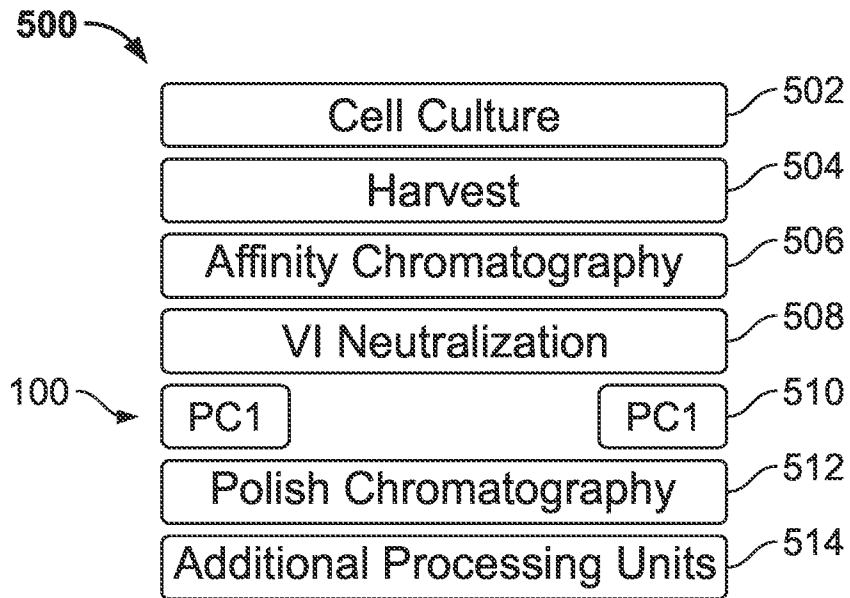 500
Cell Culture 502
Harvest 504
Affinity Chromatography 506
VI Neutralization 508
100 PC1 PC1 510
Polish Chromatography 512
Additional Processing Units 514